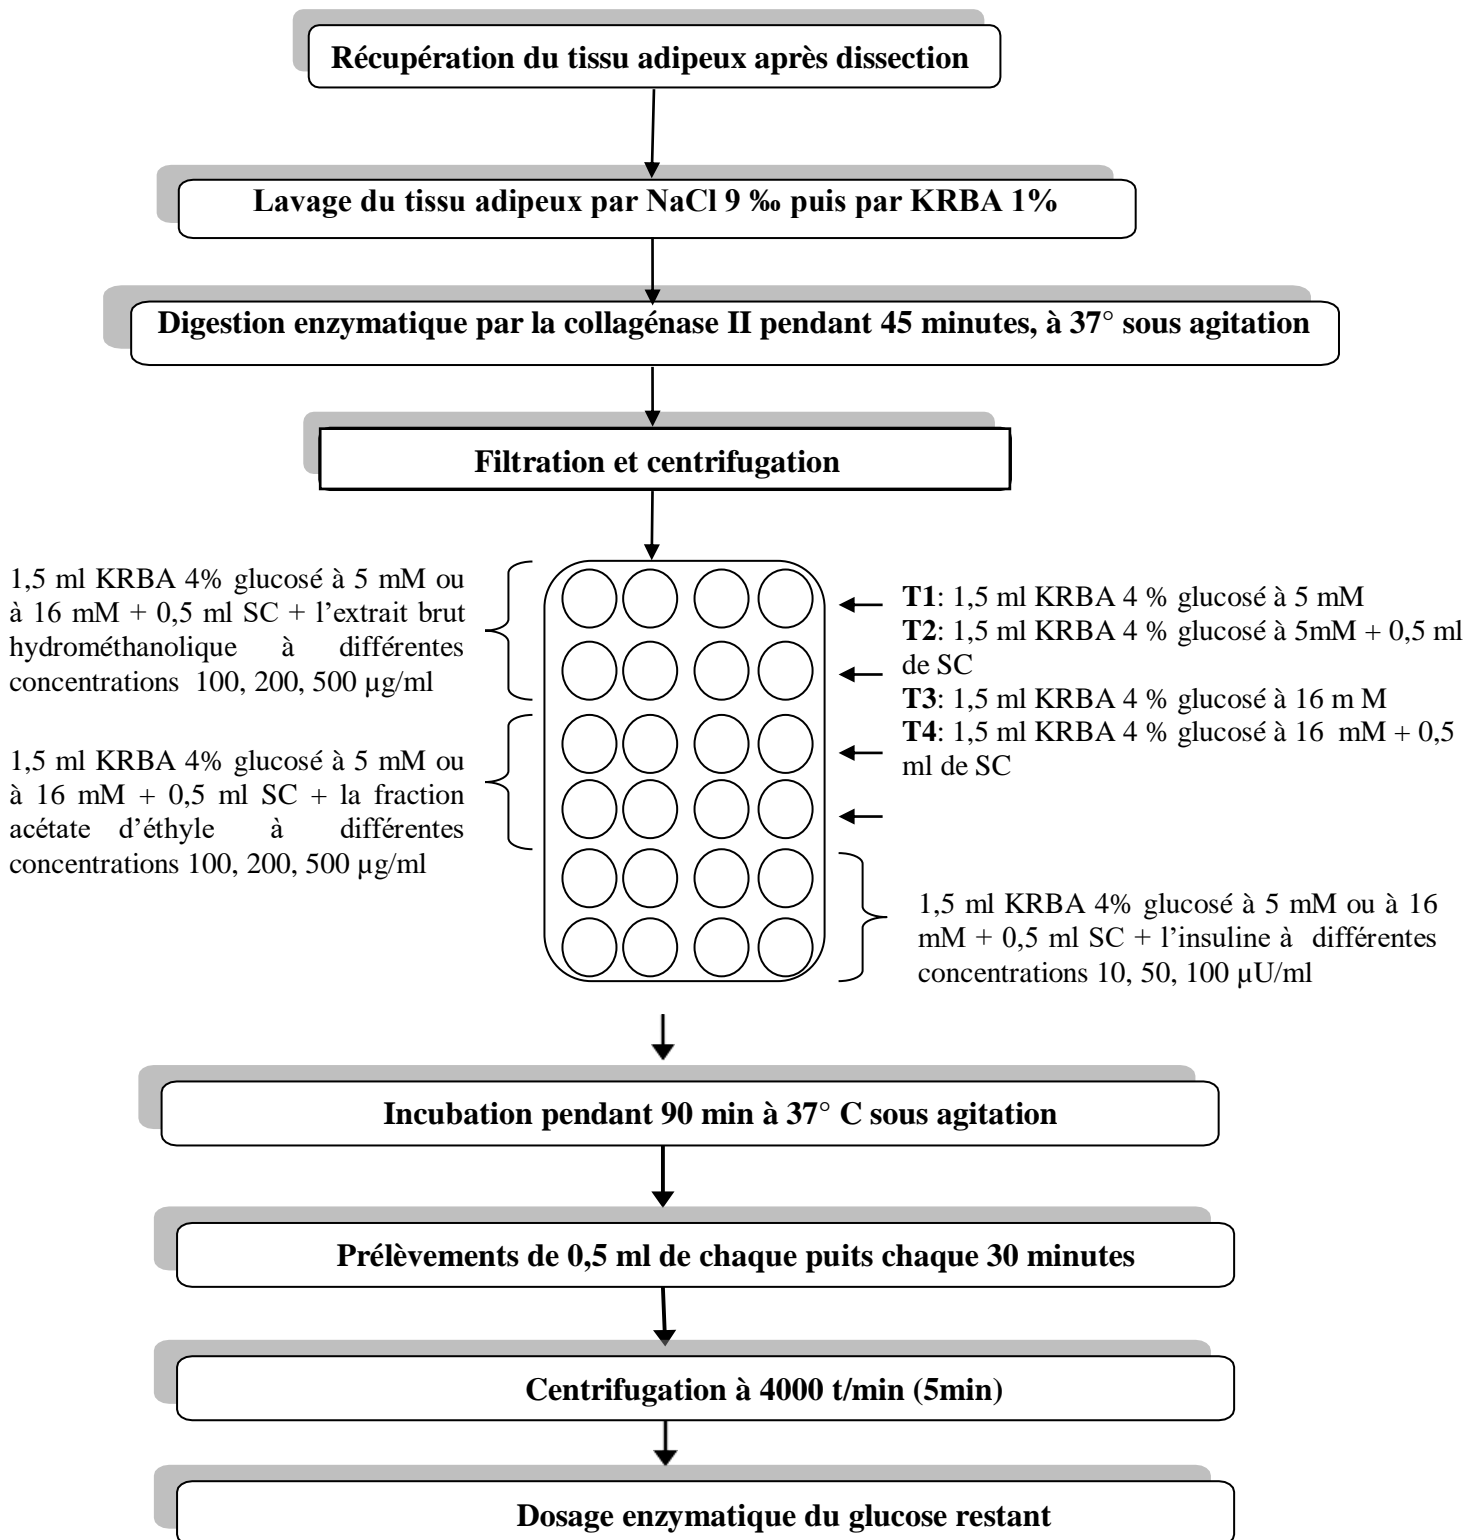 Récupération du tissu adipeux après dissection
Lavage du tissu adipeux par NaCl 9 ‰ puis par KRBA 1%
Digestion enzymatique par la collagénase II pendant 45 minutes, à 37° sous agitation
Filtration et centrifugation
1,5 ml KRBA 4% glucosé à 5 mM ou
à 16 mM + 0,5 ml SC + l’extrait brut
hydrométhanolique à différentes
concentrations 100, 200, 500 µg/ml
1,5 ml KRBA 4% glucosé à 5 mM ou
à 16 mM + 0,5 ml SC + la fraction
acétate d’éthyle à différentes
concentrations 100, 200, 500 µg/ml
T1: 1,5 ml KRBA 4 % glucosé à 5 mM
T2: 1,5 ml KRBA 4 % glucosé à 5mM + 0,5 ml
de SC
T3: 1,5 ml KRBA 4 % glucosé à 16 m M
T4: 1,5 ml KRBA 4 % glucosé à 16 mM + 0,5
ml de SC
1,5 ml KRBA 4% glucosé à 5 mM ou à 16
mM + 0,5 ml SC + l’insuline à différentes
concentrations 10, 50, 100 µU/ml
Incubation pendant 90 min à 37° C sous agitation
Prélèvements de 0,5 ml de chaque puits chaque 30 minutes
Centrifugation à 4000 t/min (5min)
Dosage enzymatique du glucose restant